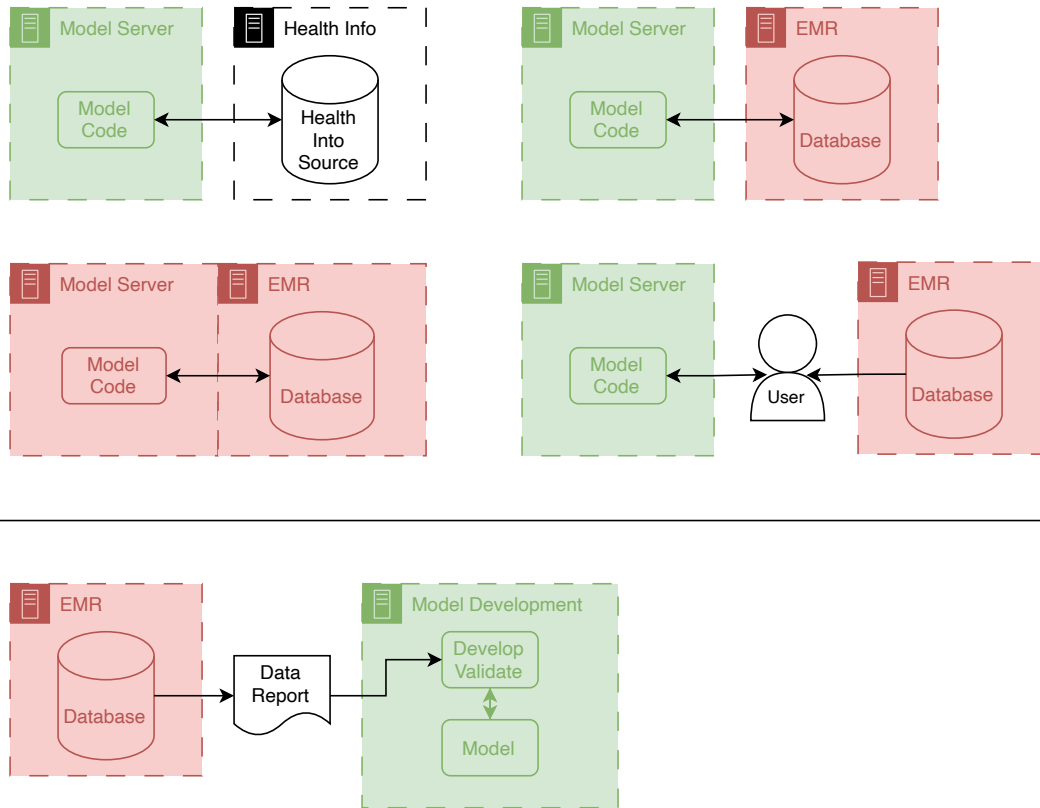 Model Server
Health Info
Model
Code
Health
Into
Source
Model Server
EMR
Model
Code
Database
Model Server
EMR
Model
Code
Database
Model Server
EMR
Model
Code
User
Database
EMR
Database
Data
Report
Model Development
Develop
Validate
Model